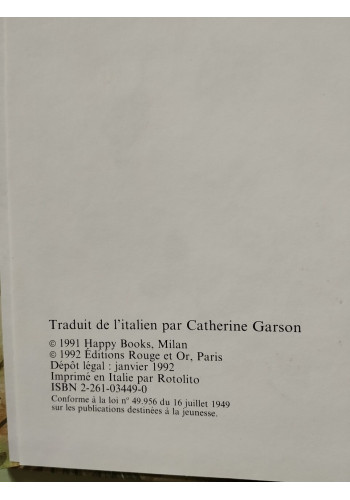 Traduit de l'italien par Catherine Garson
© 1991 Happy Books, Milan
© 1992 Éditions Rouge et Or, Paris
Dépôt légal : janvier 1992
Imprimé en Italie par Rotolito
ISBN 2-261-03449-0
Conforme à la loi n° 49.956 du 16 juillet 1949
sur les publications destinées à la jeunesse.